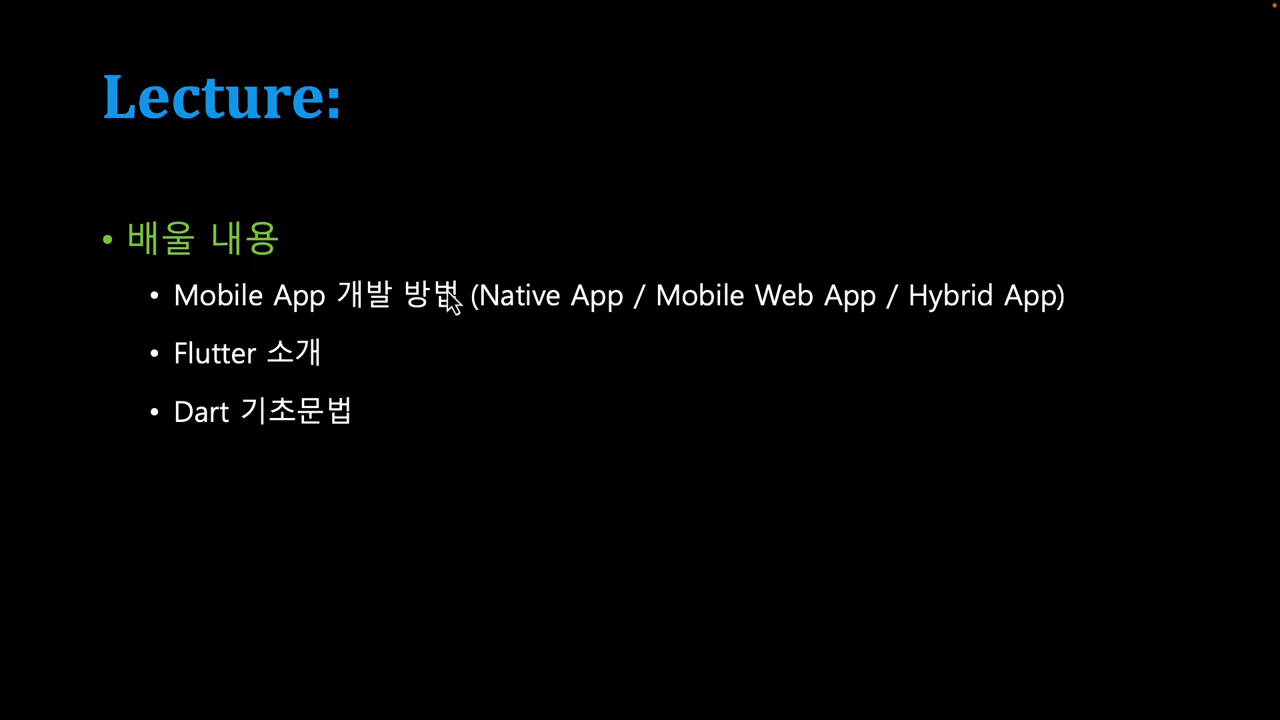 Lecture:
• 배울 내용
• Mobile App 개발 방법 (Native App / Mobile Web App / Hybrid App)
• Flutter 소개
• Dart 기초문법